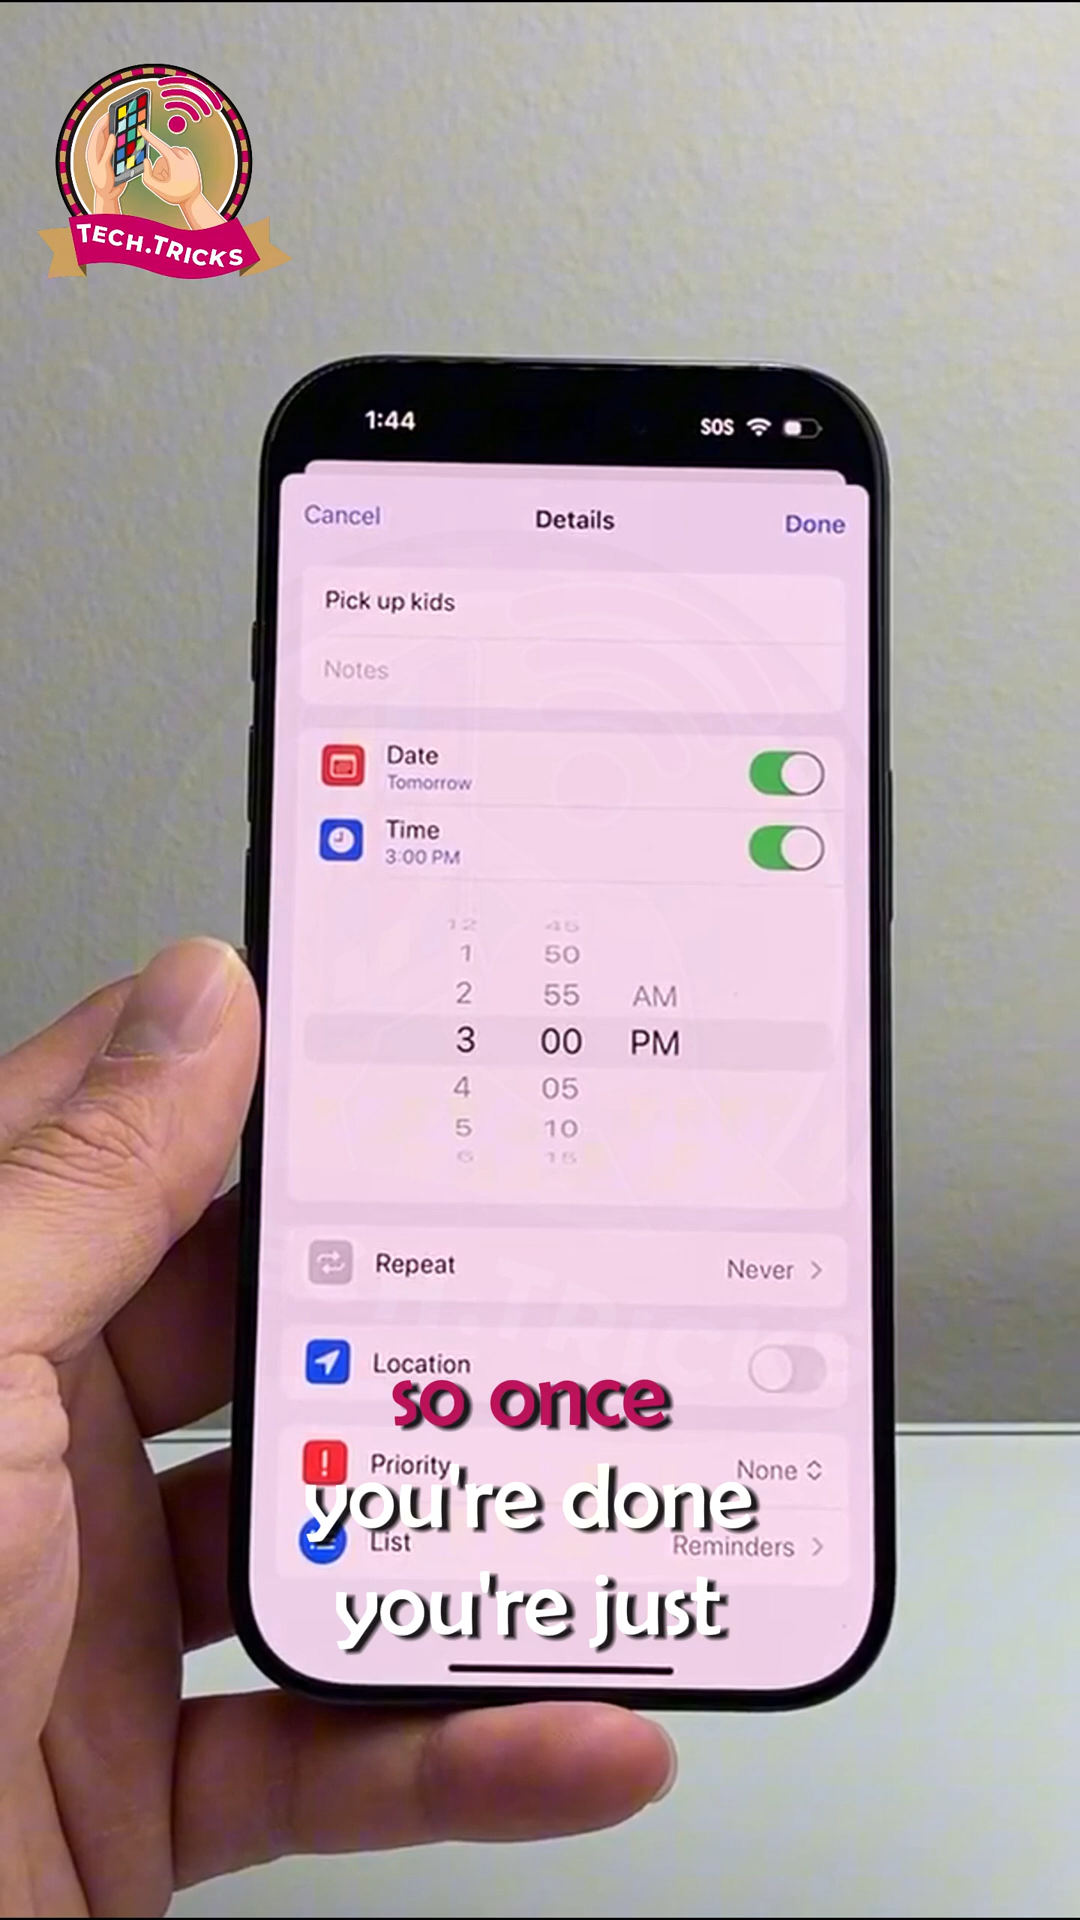 TECH.TRICKS
1:44 SOS
Cancel Details Done
Pick up kids
Notes
Date
Tomorrow
Time
3:00 PM
12 45
1 50
2 55 AM
3 00 PM
4 05
5 10
6 15
Repeat Never
Location
so once
Priority None
you're done
List Reminders
you're just